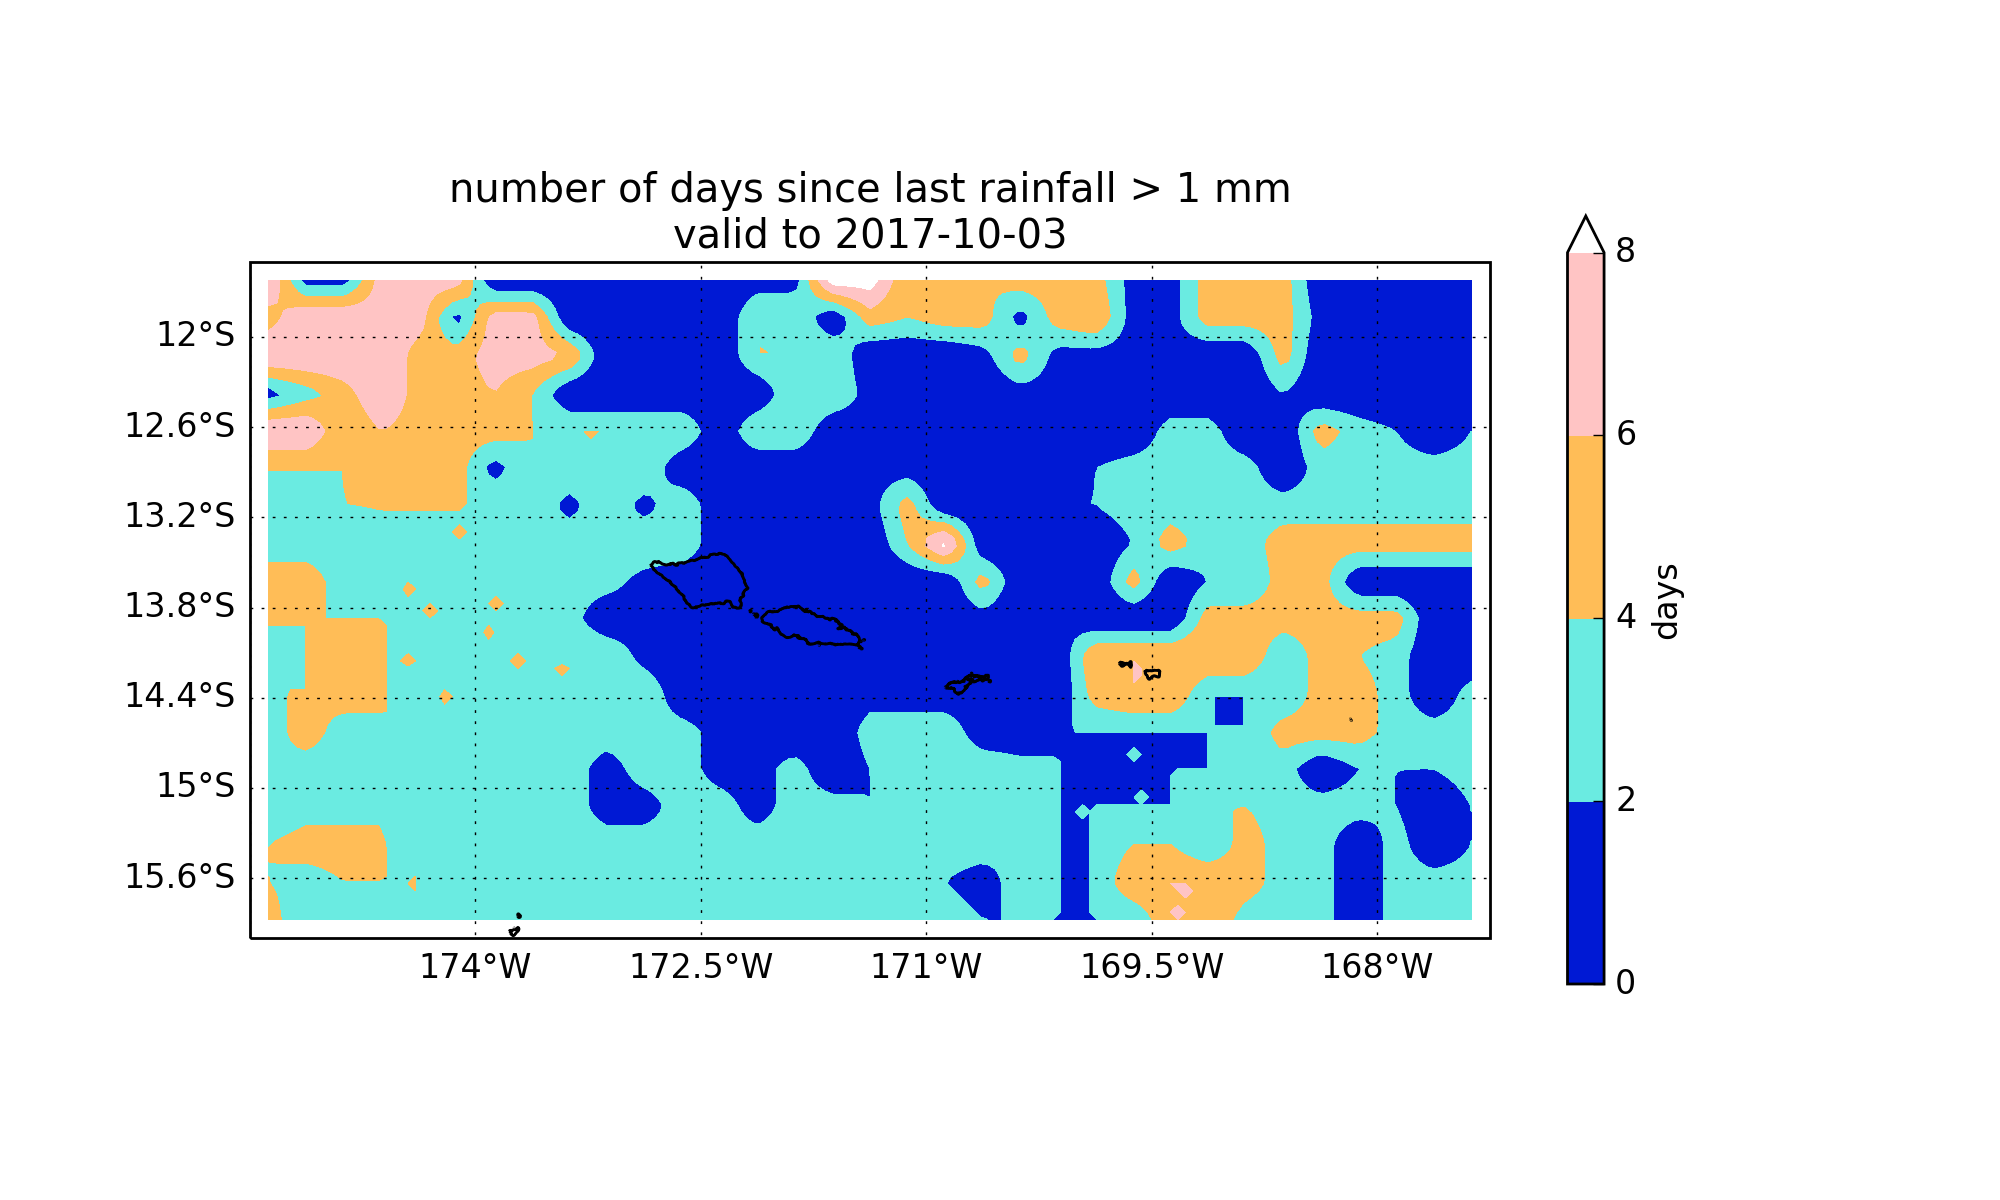 number of days since last rainfall > 1 mm
valid to 2017-10-03
12°S
12.6°S
13.2°S
13.8°S
14.4°S
15°S
15.6°S
174°W
172.5°W
171°W
169.5°W
168°W
8
6
4
2
0
days